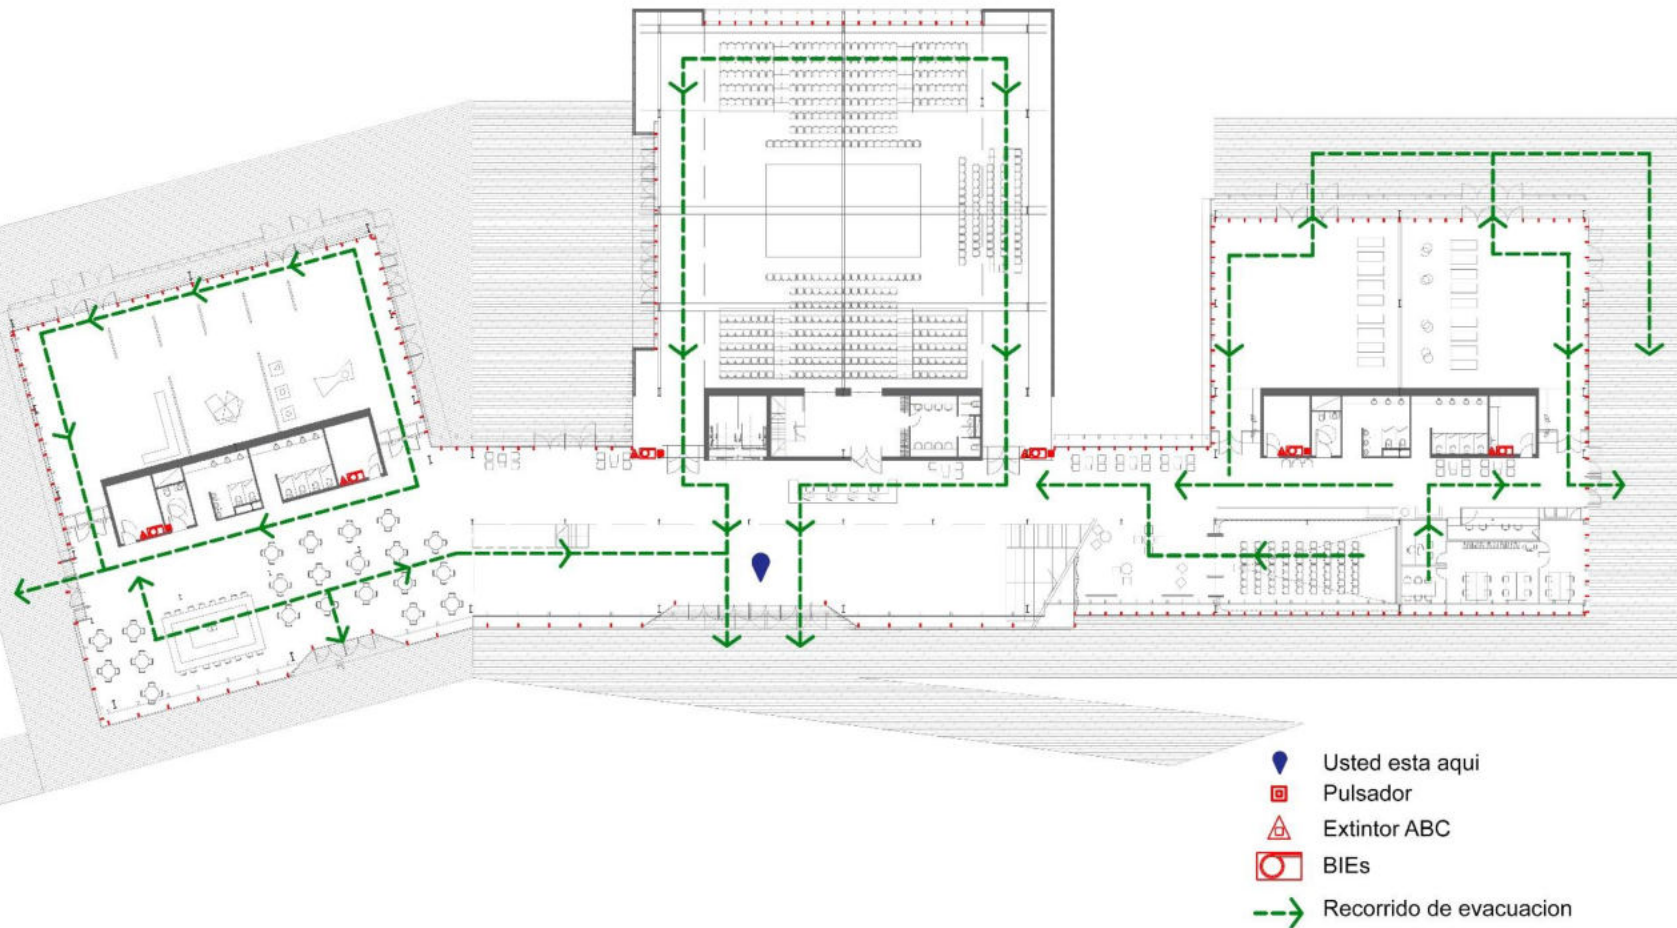 Usted esta aqui
Pulsador
Extintor ABC
BIEs
Recorrido de evacuacion